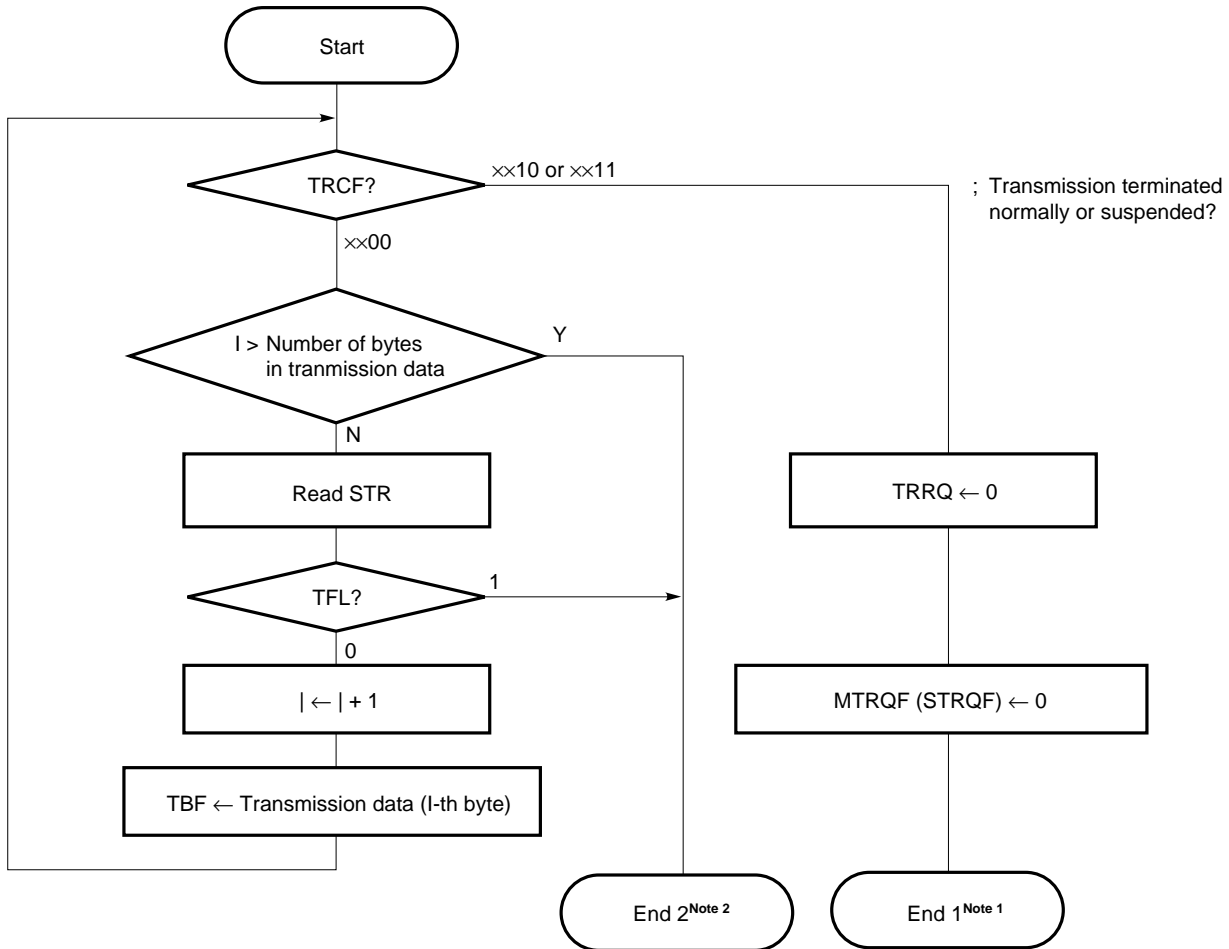 Start
TRCF?
××10 or ××11
; Transmission terminated
normally or suspended?
××00
I > Number of bytes
in tranmission data
Y
N
Read STR
TRRQ ← 0
TFL?
1
0
| ← | + 1
MTRQF (STRQF) ← 0
TBF ← Transmission data (I-th byte)
End 2Note 2
End 1Note 1